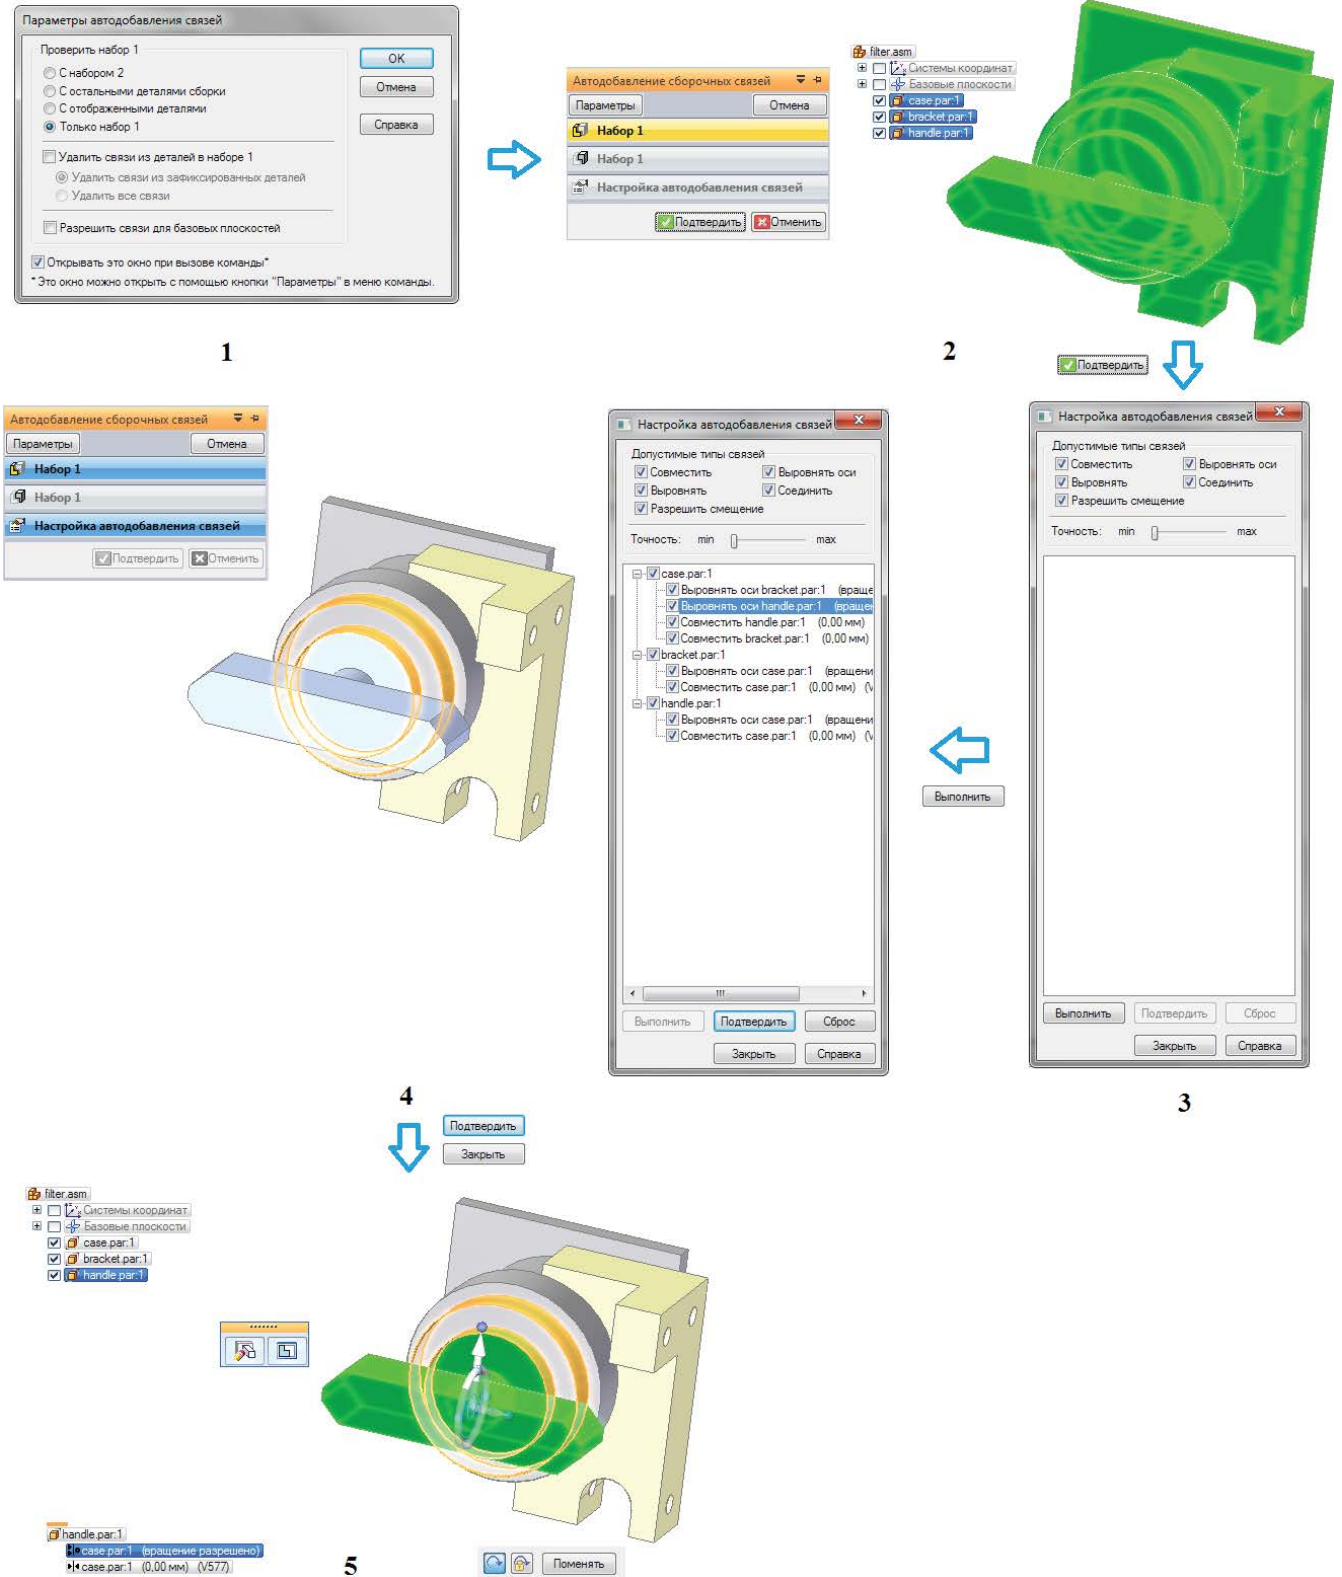 Параметры автодобавления связей
Проверить набор 1
С набором 2
С остальными деталями сборки
С отображенными деталями
Только набор 1
Удалить связи из деталей в наборе 1
Удалить связи из зафиксированных деталей
Удалить все связи
Разрешить связи для базовых плоскостей
Открывать это окно при вызове команды*
* Это окно можно открыть с помощью кнопки "Параметры" в меню команды.
OK
Отмена
Справка
1
Автодобавление сборочных связей
Параметры
Отмена
Набор 1
Набор 1
Настройка автодобавления связей
Подтвердить
Отменить
filter.asm
Системы координат
Базовые плоскости
case.par:1
bracket.par:1
handle.par:1
2
Подтвердить
Настройка автодобавления связей
Допустимые типы связей
Совместить
Выровнять оси
Выровнять
Соединить
Разрешить смещение
Точность: min max
Выполнить
Подтвердить
Сброс
Закрыть
Справка
3
Выполнить
Автодобавление сборочных связей
Параметры
Отмена
Набор 1
Набор 1
Настройка автодобавления связей
Подтвердить
Отменить
Настройка автодобавления связей
Допустимые типы связей
Совместить
Выровнять оси
Выровнять
Соединить
Разрешить смещение
Точность: min max
case.par:1
Выровнять оси bracket.par:1 (враще
Выровнять оси handle.par:1 (вращен
Совместить handle.par:1 (0,00 мм)
Совместить bracket.par:1 (0,00 мм)
bracket.par:1
Выровнять оси case.par:1 (вращени
Совместить case.par:1 (0,00 мм) (V
handle.par:1
Выровнять оси case.par:1 (вращени
Совместить case.par:1 (0,00 мм) (V
Выполнить
Подтвердить
Сброс
Закрыть
Справка
4
Подтвердить
Закрыть
filter.asm
Системы координат
Базовые плоскости
case.par:1
bracket.par:1
handle.par:1
handle.par:1
case.par:1 (вращение разрешено)
case.par:1 (0,00 мм) (V577)
5
Поменять